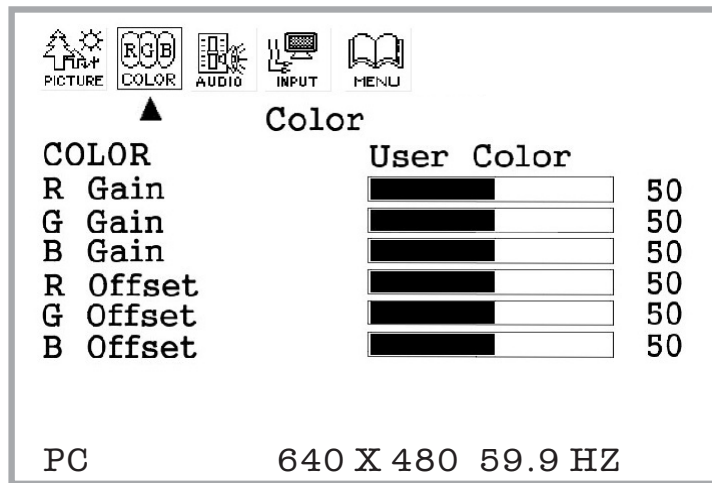 PICTURE RGB COLOR AUDIO INPUT MENU
Color
COLOR User Color
R Gain 50
G Gain 50
B Gain 50
R Offset 50
G Offset 50
B Offset 50
PC 640 X 480 59.9 HZ